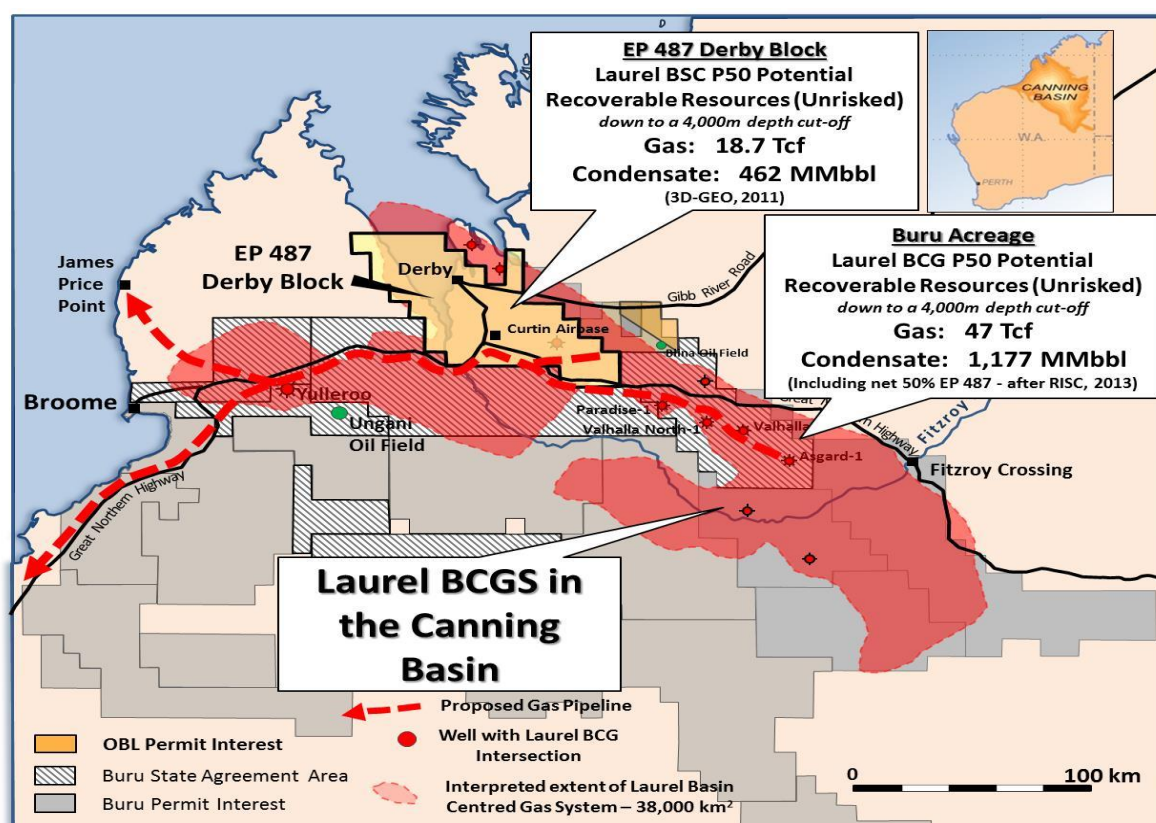 D
EP 487 Derby Block
Laurel BSC P50 Potential
Recoverable Resources (Unrisked)
down to a 4,000m depth cut-off
Gas: 18.7 Tcf
Condensate: 462 MMbbl
(3D-GEO, 2011)
CANNING
BASIN
W.A.
PERTH
Buru Acreage
Laurel BCG P50 Potential
Recoverable Resources (Unrisked)
down to a 4,000m depth cut-off
Gas: 47 Tcf
Condensate: 1,177 MMbbl
(Including net 50% EP 487 - after RISC, 2013)
EP 487
Derby Block
Derby
James
Price
Point
Gibb River Road
Curtin Airbase
Blina Oil Field
Broome
Yulleroo
Ungani
Oil Field
Paradise-1
Valhalla North-1
Valhalla
Asgard-1
Great Northern Highway
Fitzroy
Fitzroy Crossing
Great Northern Highway
Laurel BCGS in
the Canning
Basin
Proposed Gas Pipeline
Well with Laurel BCG
Intersection
Interpreted extent of Laurel Basin
Centred Gas System – 38,000 km²
OBL Permit Interest
Buru State Agreement Area
Buru Permit Interest
0
100 km